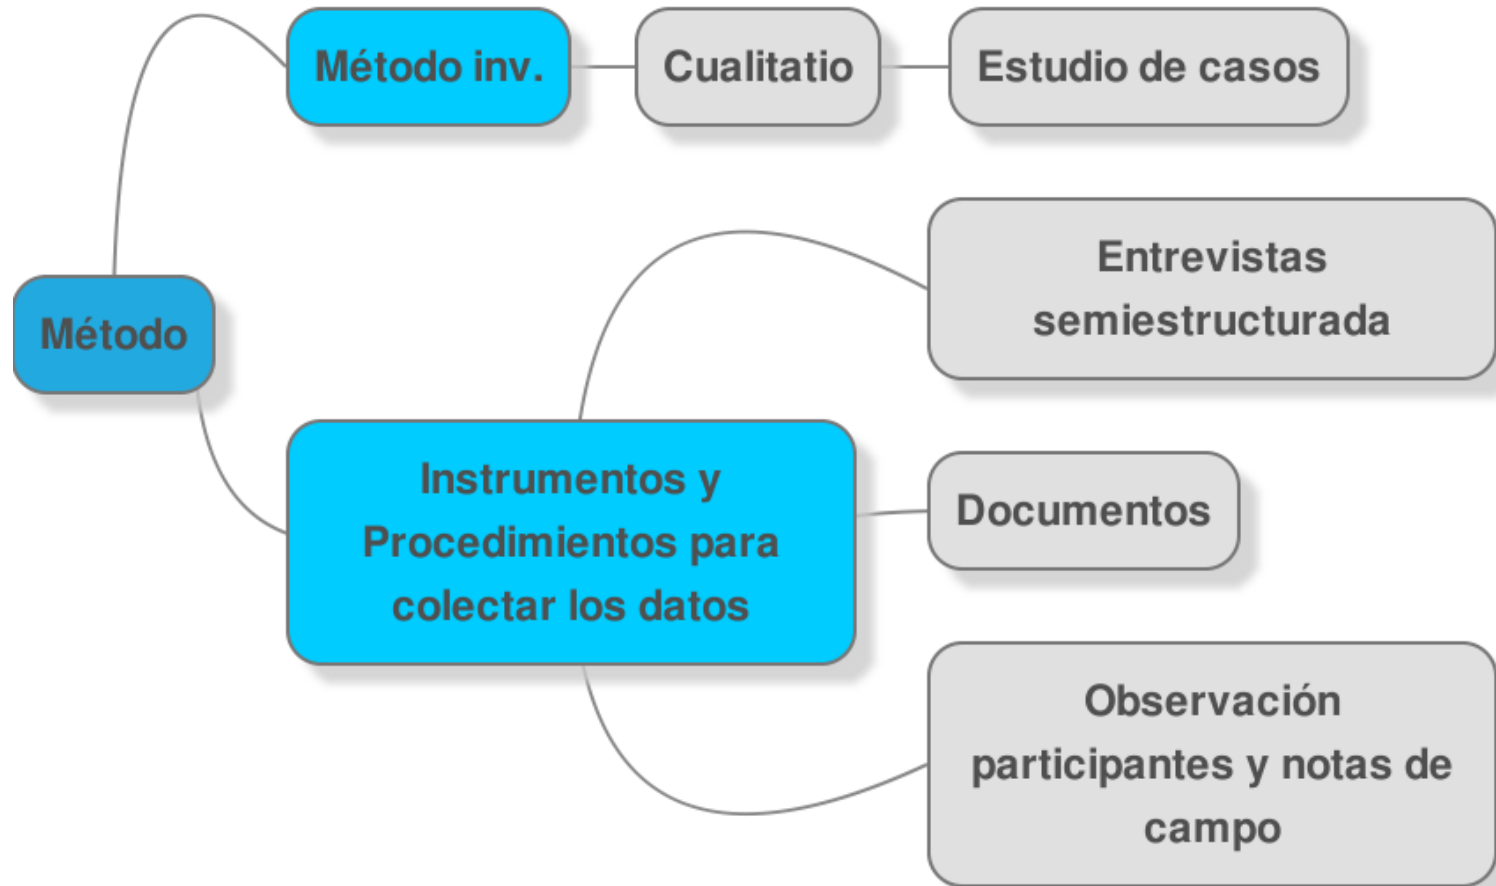 Método inv.
Cualitatio
Estudio de casos
Método
Instrumentos y
Procedimientos para
colectar los datos
Entrevistas
semiestructurada
Documentos
Observación
participantes y notas de
campo